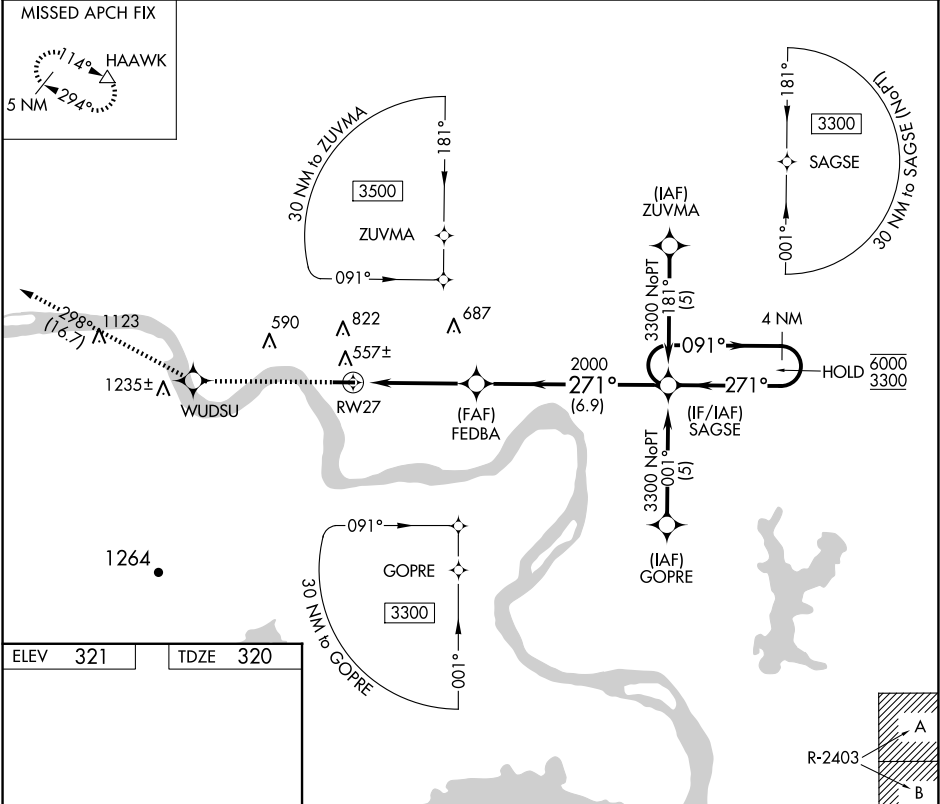 MISSED APCH FIX
114°
HAAWK
5 NM
294°
30 NM to ZUVMA
181°
3500
ZUVMA
091°
181°
3300
SAGSE
001°
30 NM to SAGSE (NoPT)
(IAF)
ZUVMA
3300 NoPT
181°
(5)
298°
(16.7)
1123
590
822
687
557±
1235±
WUDSU
RW27
(FAF)
FEDBA
2000
271°
(6.9)
091°
4 NM
HOLD
6000
3300
271°
(IF/IAF)
SAGSE
3300 NoPT
001°
(5)
(IAF)
GOPRE
1264
091°
GOPRE
3300
30 NM to GOPRE
001°
ELEV 321
TDZE 320
R-2403
A
B